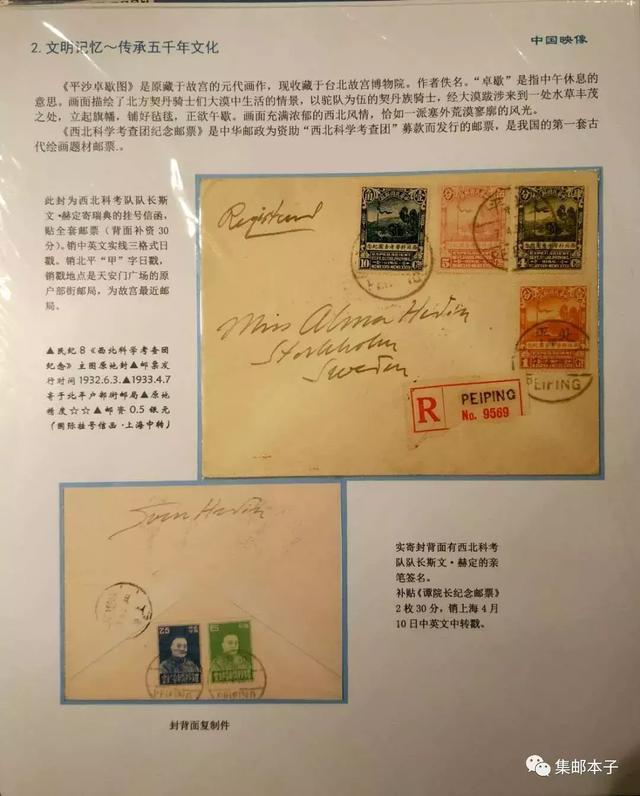 2. 文明记忆～传承五千年文化
中国映像
《平沙卓歇图》是原藏于故宫的元代画作，现收藏于台北故宫博物院。作者佚名。“卓歇”是指中午休息的
意思。画面描绘了北方契丹骑士们大漠中生活的情景，以驼队为伍的契丹族骑士，经大漠跋涉来到一处水草丰茂
之处，立起旗幡，铺好毡毯，正欲午歇。画面充满浓郁的西北风情，恰如一派塞外荒漠寥廓的风光。
《西北科学考查团纪念邮票》是中华邮政为资助“西北科学考查团”募款而发行的邮票，是我国的第一套古
代绘画题材邮票.。
此封为西北科考队队长斯
文·赫定寄瑞典的挂号信函，
贴全套邮票（背面补资 30
分）。销中英文实线三格式日
戳。销北平“甲”字日戳，
销戳地点是天安门广场的原
户部街邮局，为故宫最近邮
局。
▲民纪 8《西北科学考查团
纪念》主图原地封▲邮票发
行时间 1932.6.3.▲1933.4.7
寄于北平户部街邮局▲原地
精度☆☆▲邮资 0.5 银元
（国际挂号信函·上海中转）
Registered
10
5
4
Miss Alma Hedin
Stockholm
Sweden
PEIPING
R
PEIPING
No. 9569
Sven Hedin
25
PEIPING
PEIPING
实寄封背面有西北科考
队队长斯文·赫定的亲
笔签名。
补贴《谭院长纪念邮票》
2 枚 30 分，销上海 4 月
10 日中英文中转戳。
封背面复制件
集邮本子